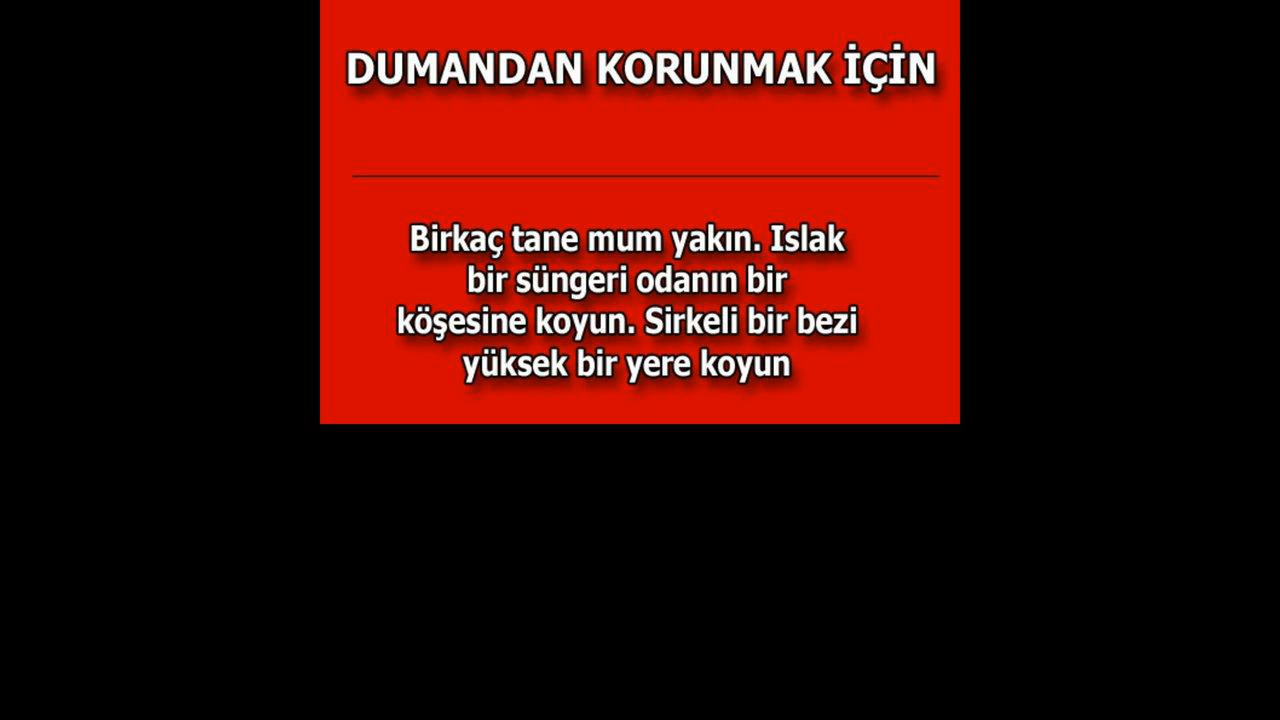 DUMANDAN KORUNMAK İÇİN
Birkaç tane mum yakın. Islak
bir süngeri odanın bir
köşesine koyun. Sirkeli bir bezi
yüksek bir yere koyun